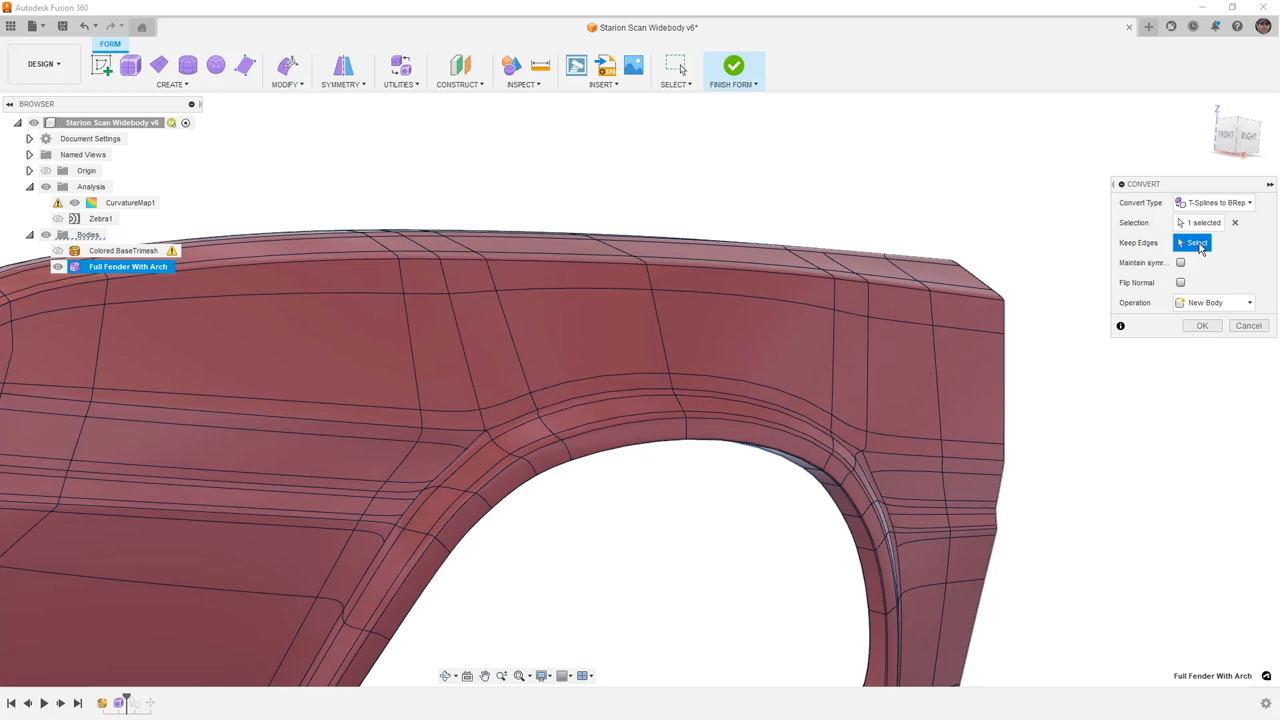 Autodesk Fusion 360
Starion Scan Widebody v6*
DESIGN
FORM
CREATE
MODIFY
SYMMETRY
UTILITIES
CONSTRUCT
INSPECT
INSERT
SELECT
FINISH FORM
BROWSER
Starion Scan Widebody v6
Document Settings
Named Views
Origin
Analysis
CurvatureMap1
Zebra1
Bodies
Colored BaseTrimesh
Full Fender With Arch
Z
FRONT
RIGHT
X
CONVERT
Convert Type
T-Splines to BRep
Selection
1 selected
Keep Edges
Select
Maintain symr...
Flip Normal
Operation
New Body
OK
Cancel
Full Fender With Arch